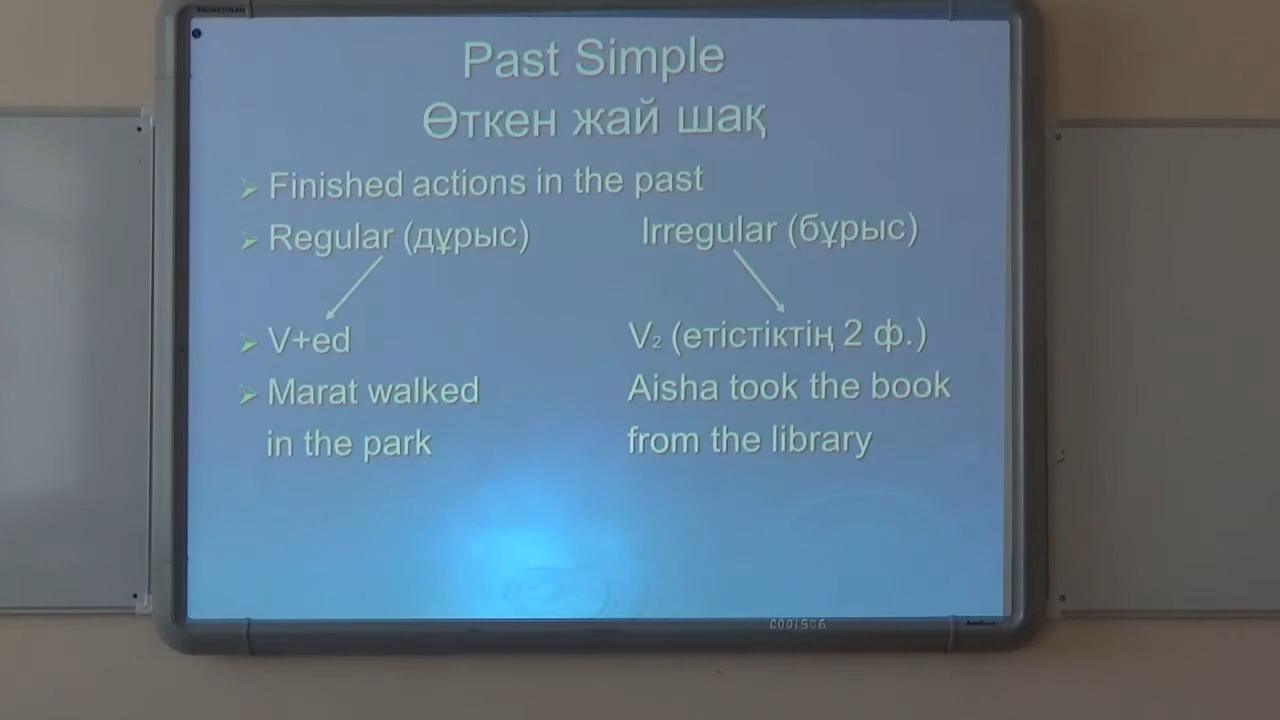 Past Simple
Өткен жай шақ
Finished actions in the past
Regular (дұрыс) Irregular (бұрыс)
V+ed V₂ (етістіктің 2 ф.)
Marat walked Aisha took the book
in the park from the library
0001906